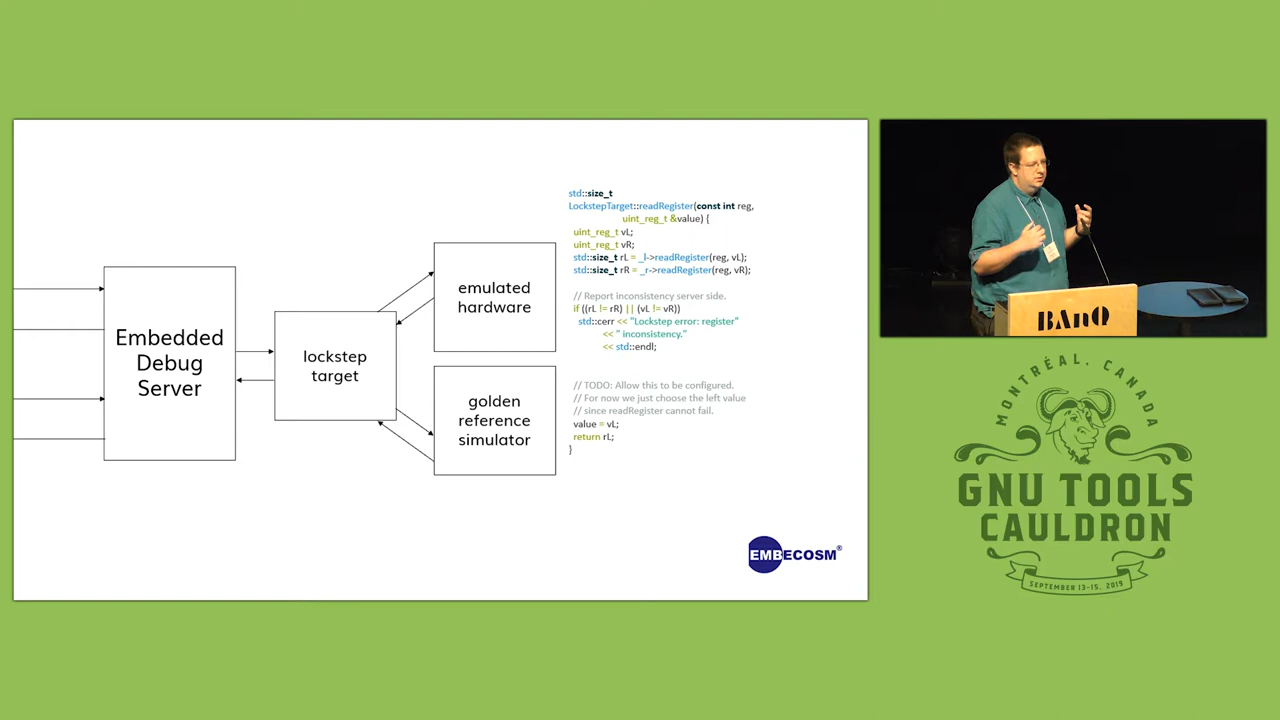 Embedded
Debug
Server
lockstep
target
emulated
hardware
golden
reference
simulator
std::size_t
LockstepTarget::readRegister(const int reg,
uint_reg_t &value) {
uint_reg_t vL;
uint_reg_t vR;
std::size_t rL = _l->readRegister(reg, vL);
std::size_t rR = _r->readRegister(reg, vR);
// Report inconsistency server side.
if ((rL != rR) || (vL != vR))
std::cerr << "Lockstep error: register"
<< " inconsistency."
<< std::endl;
// TODO: Allow this to be configured.
// For now we just choose the left value
// since readRegister cannot fail.
value = vL;
return rL;
}
EMBECOSM®
BAnQ
MONTRÉAL, CANADA
GNU TOOLS
CAULDRON
SEPTEMBER 13-15, 2019